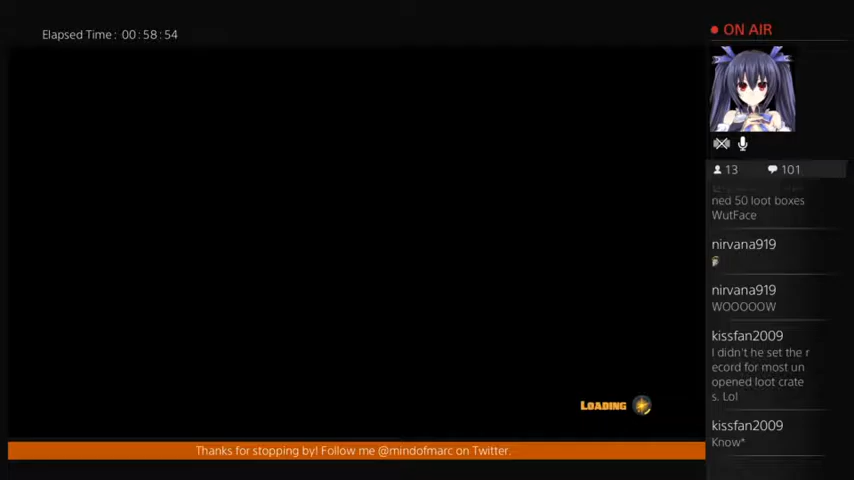 Elapsed Time : 00:58:54
ON AIR
13 101
ned 50 loot boxes
WutFace
nirvana919
nirvana919
WOOOOOW
kissfan2009
I didn't he set the r
ecord for most un
opened loot crate
s. Lol
kissfan2009
Know*
LOADING
Thanks for stopping by! Follow me @mindofmarc on Twitter.